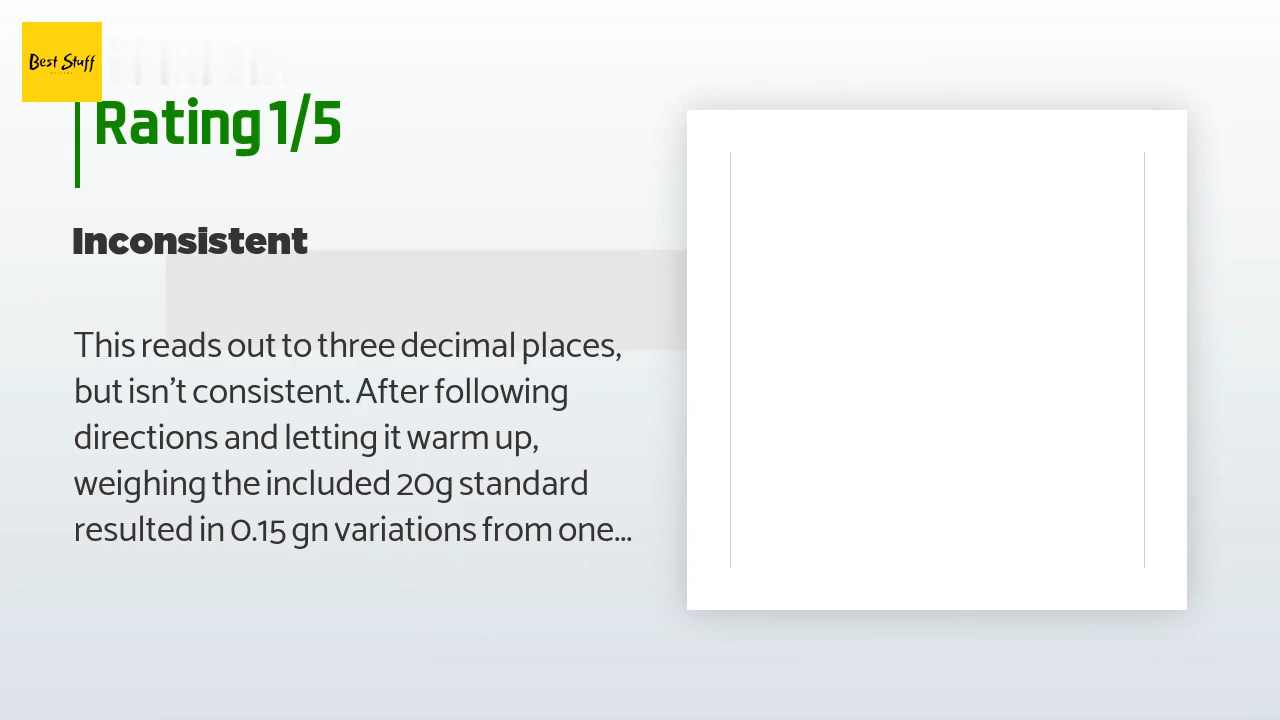 Best Stuff
Rating 1/5
Inconsistent
This reads out to three decimal places,
but isn’t consistent. After following
directions and letting it warm up,
weighing the included 20g standard
resulted in 0.15 gn variations from one...